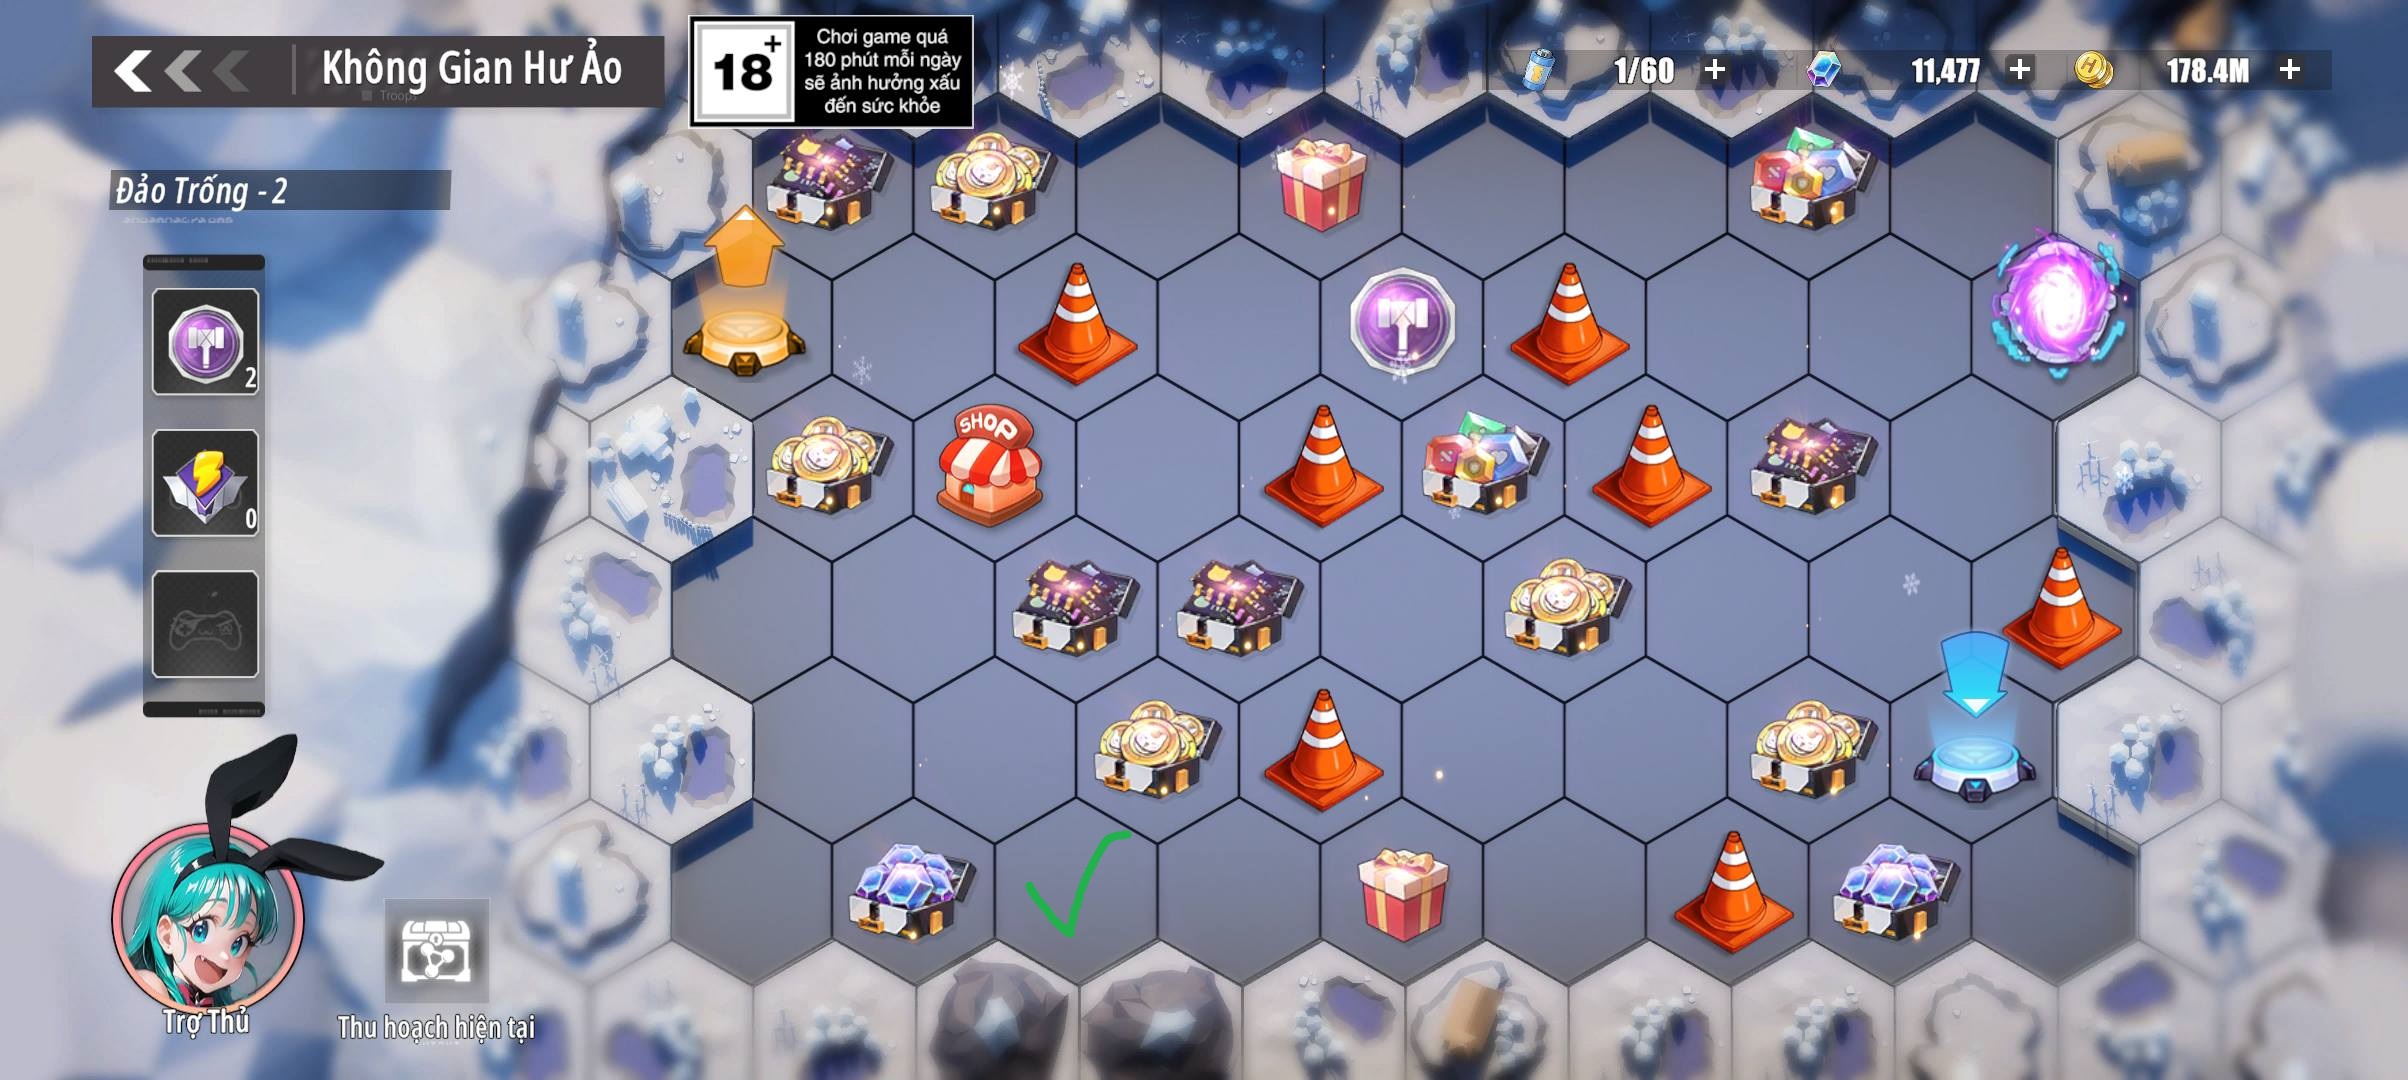 Không Gian Hư Ảo
Troops
18+
Chơi game quá
180 phút mỗi ngày
sẽ ảnh hưởng xấu
đến sức khỏe
1/60
11,477
178.4M
Đảo Trống - 2
2
0
SHOP
Trợ Thủ
Thu hoạch hiện tại